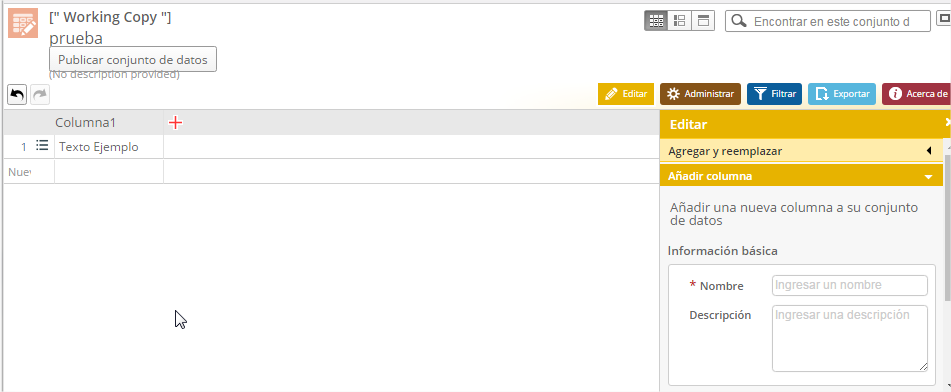 [" Working Copy "]
prueba
Publicar conjunto de datos
(No description provided)
Encontrar en este conjunto d
Editar
Administrar
Filtrar
Exportar
Acerca de
Columna1
1 Texto Ejemplo
Nuev
Editar
Agregar y reemplazar
Añadir columna
Añadir una nueva columna a su conjunto
de datos
Información básica
* Nombre
Ingresar un nombre
Descripción
Ingresar una descripción